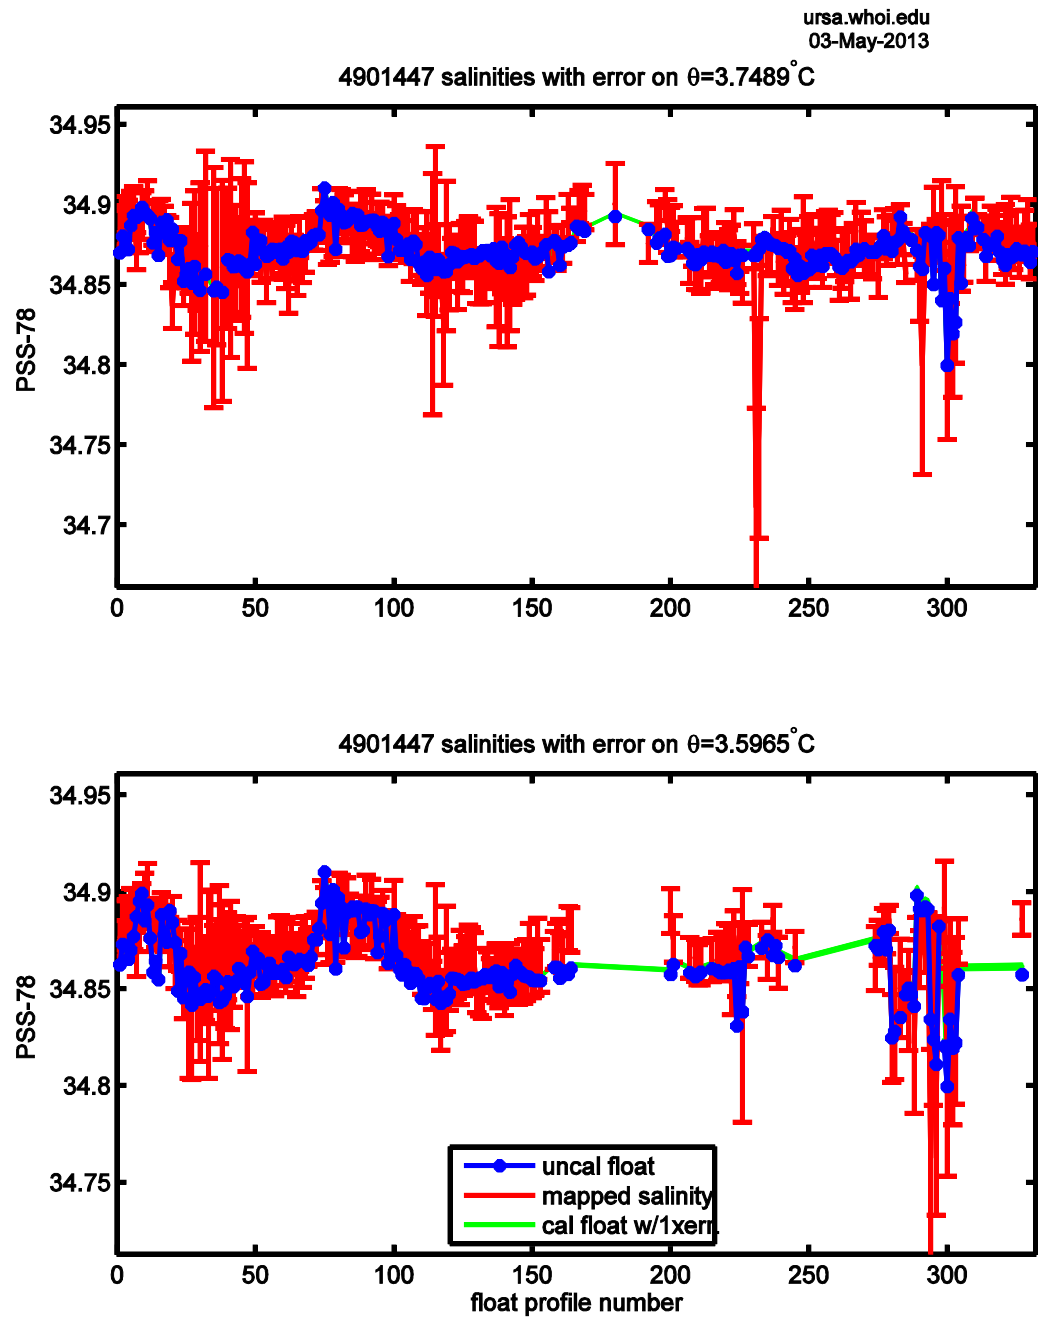 ursa.whoi.edu
03-May-2013
4901447 salinities with error on θ=3.7489°C
34.95
34.9
34.85
34.8
34.75
34.7
PSS-78
0 50 100 150 200 250 300
4901447 salinities with error on θ=3.5965°C
34.95
34.9
34.85
34.8
34.75
PSS-78
uncal float
mapped salinity
cal float w/1xerr.
0 50 100 150 200 250 300
float profile number